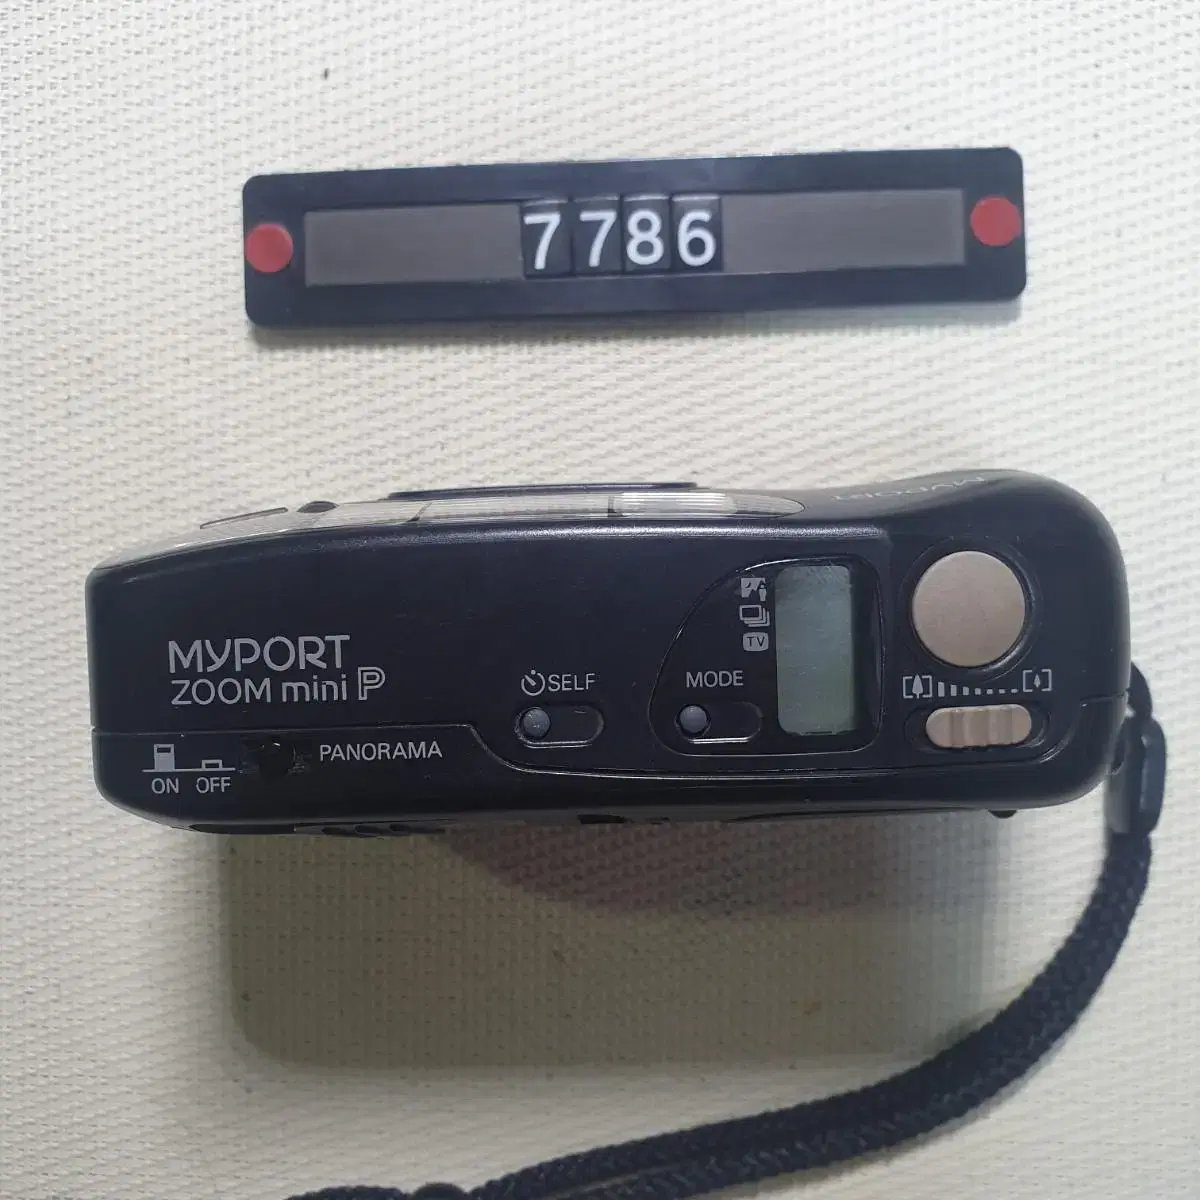 7786
MYPORT
MYPORT
ZOOM mini P
SELF
MODE
TV
PANORAMA
ON OFF